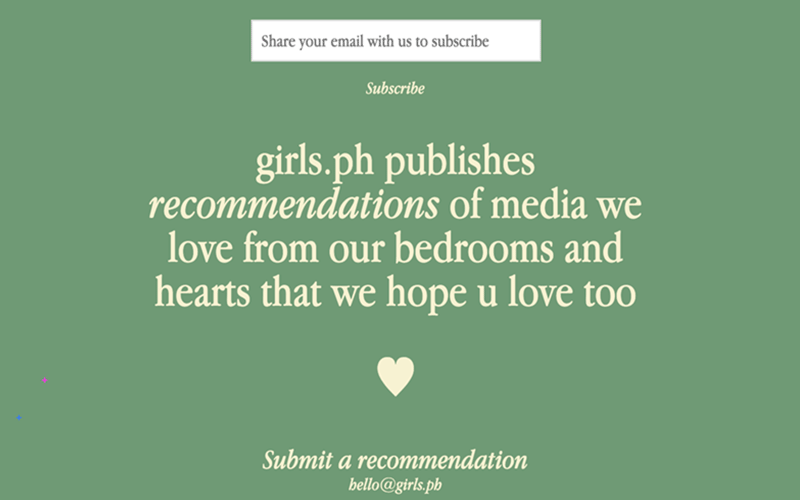 Share your email with us to subscribe
Subscribe
girls.ph publishes
recommendations of media we
love from our bedrooms and
hearts that we hope u love too
Submit a recommendation
hello@girls.ph